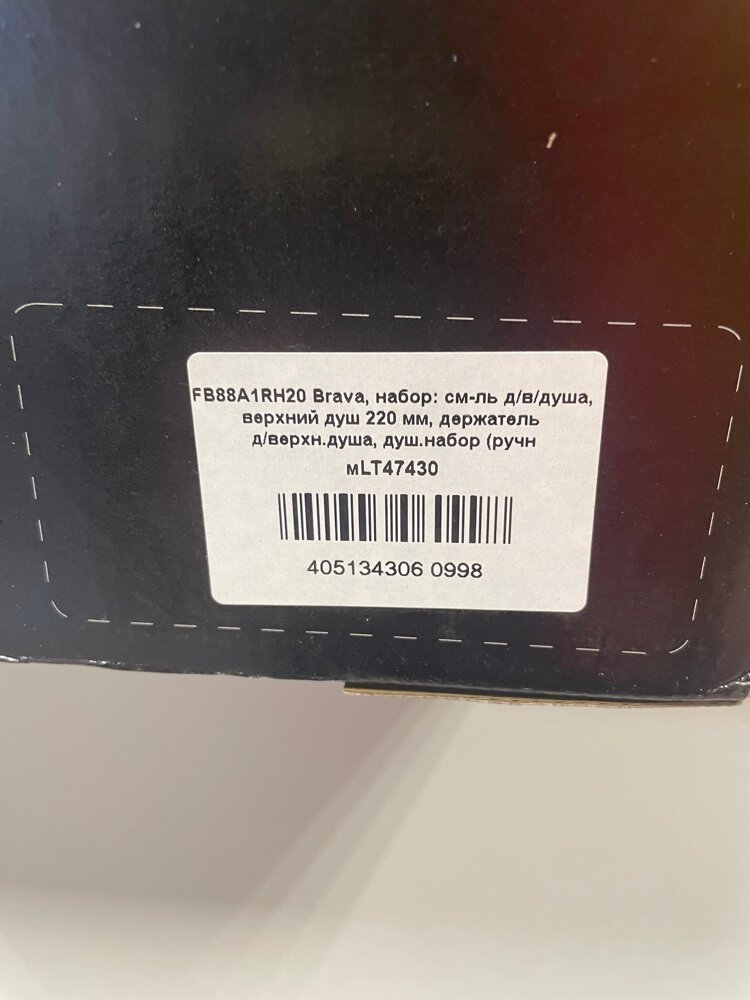 FB88A1RH20 Brava, набор: см-ль д/в/душа,
верхний душ 220 мм, держатель
д/верхн.душа, душ.набор (ручн
мLT47430
405134306 0998